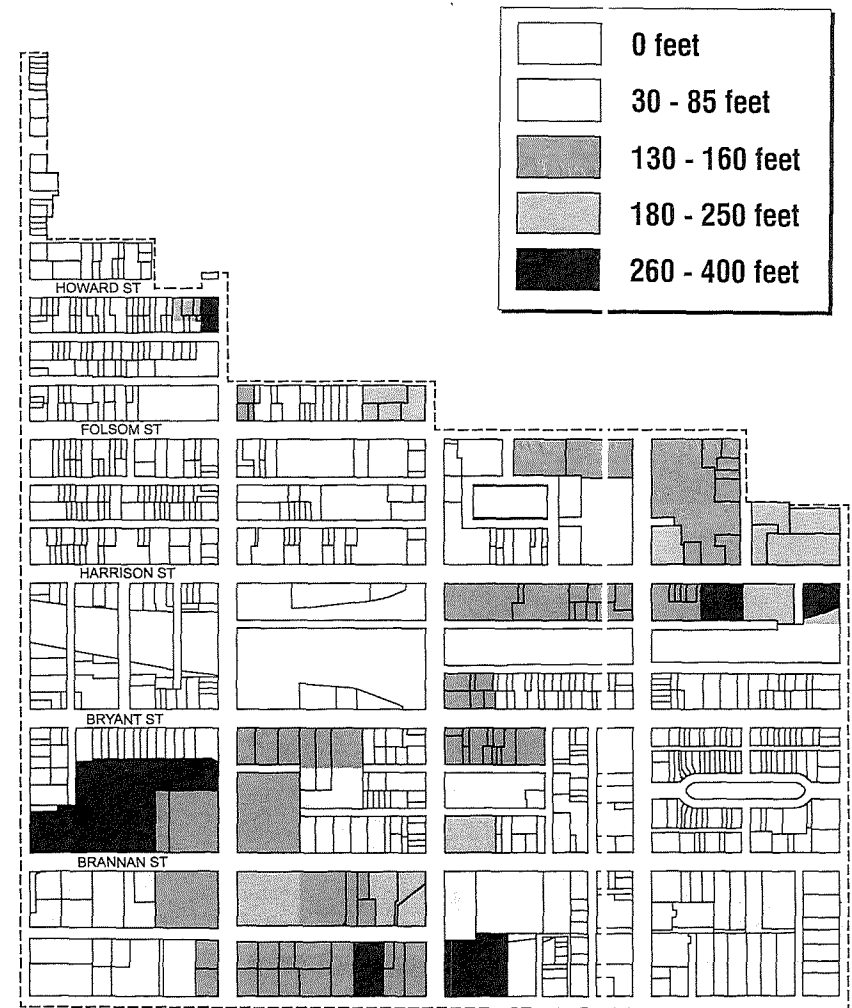 0 feet
30 - 85 feet
130 - 160 feet
180 - 250 feet
260 - 400 feet
HOWARD ST
FOLSOM ST
HARRISON ST
BRYANT ST
BRANNAN ST